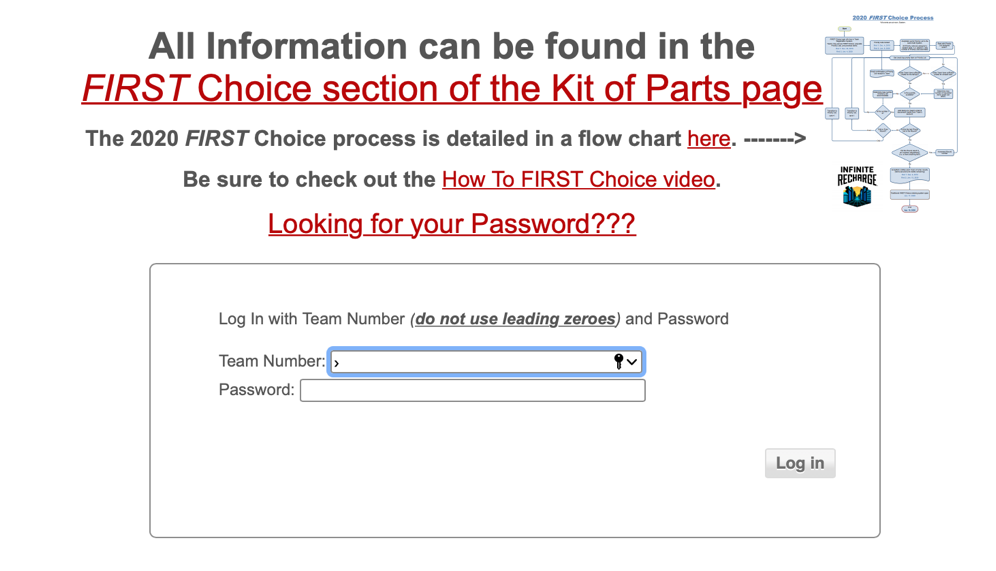 All Information can be found in the
FIRST Choice section of the Kit of Parts page
The 2020 FIRST Choice process is detailed in a flow chart here. ------->
Be sure to check out the How To FIRST Choice video.
Looking for your Password???
2020 FIRST Choice Process
INFINITE
RECHARGE
Log In with Team Number (do not use leading zeroes) and Password
Team Number: ›
Password:
Log in